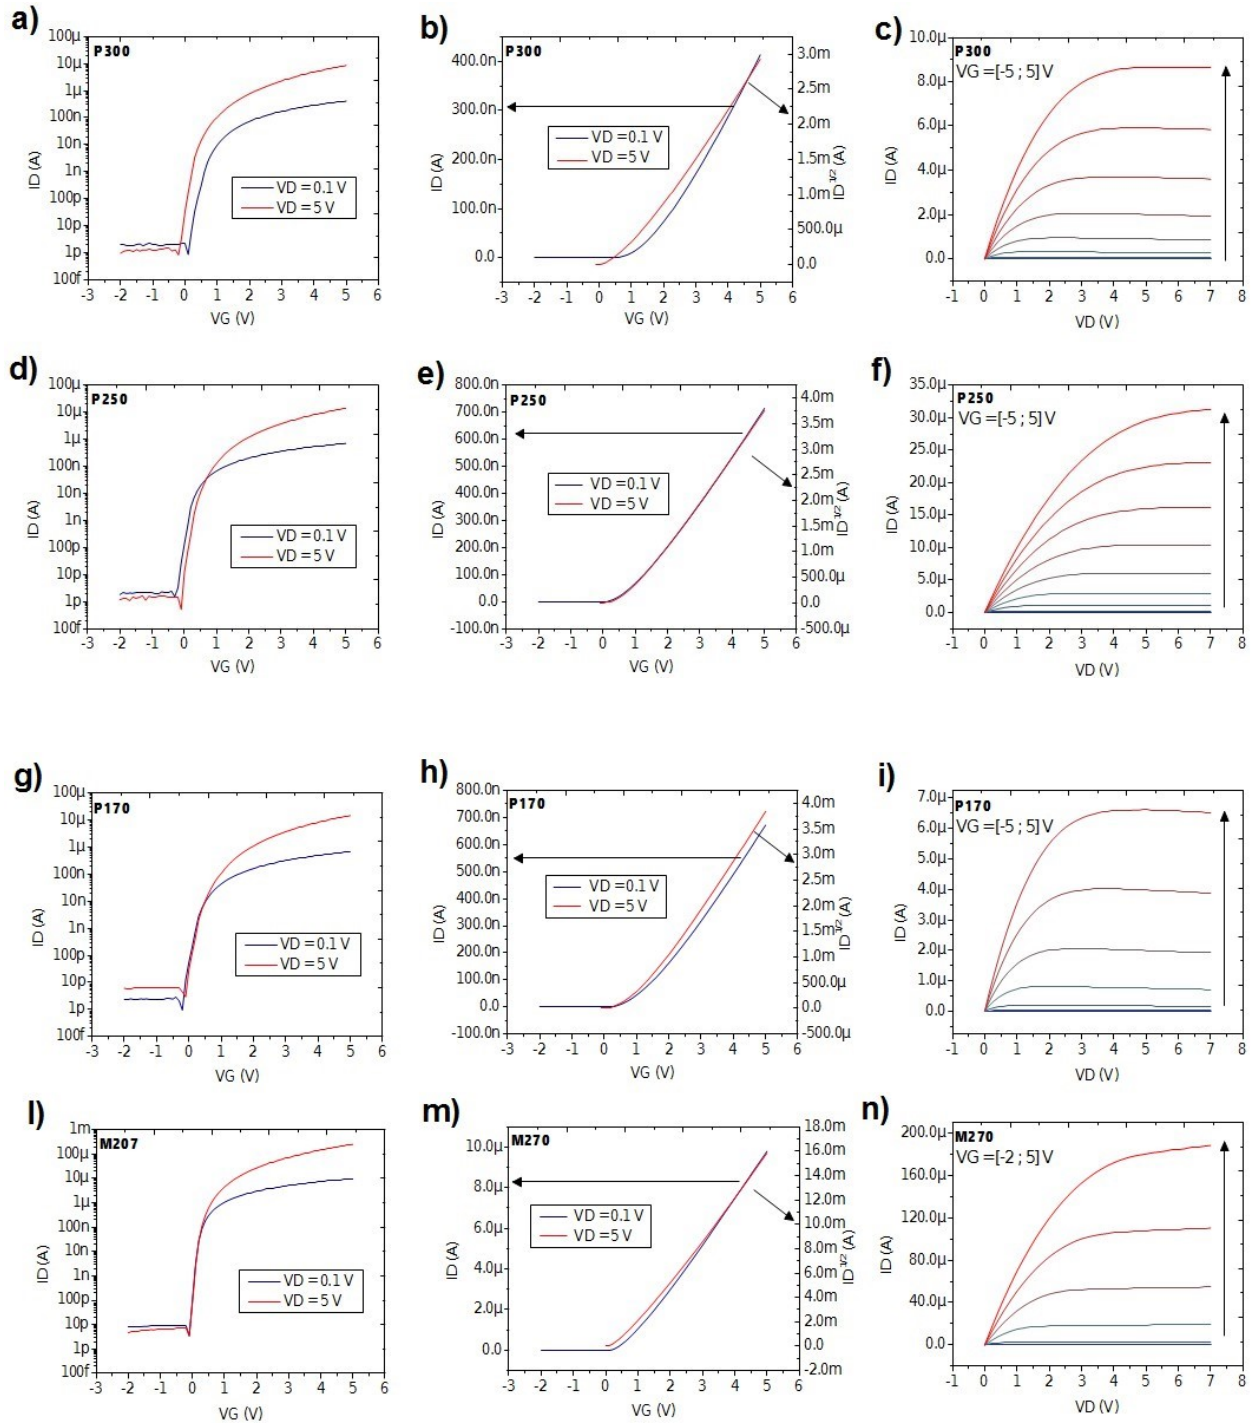 a)
P300
100µ
10µ
1µ
100n
10n
1n
100p
10p
1p
100f
ID (A)
VD = 0.1 V
VD = 5 V
-3 -2 -1 0 1 2 3 4 5 6
VG (V)
b)
P300
400.0n
300.0n
200.0n
100.0n
0.0
ID (A)
VD = 0.1 V
VD = 5 V
3.0m
2.5m
2.0m
1.5m
1.0m
500.0µ
0.0
-3 -2 -1 0 1 2 3 4 5 6
VG (V)
c)
P300
VG = [-5 ; 5] V
10.0µ
8.0µ
6.0µ
4.0µ
2.0µ
0.0
ID (A)
-1 0 1 2 3 4 5 6 7 8
VD (V)
d)
P250
100µ
10µ
1µ
100n
10n
1n
100p
10p
1p
100f
ID (A)
VD = 0.1 V
VD = 5 V
-3 -2 -1 0 1 2 3 4 5 6
VG (V)
e)
P250
800.0n
700.0n
600.0n
500.0n
400.0n
300.0n
200.0n
100.0n
0.0
-100.0n
ID (A)
VD = 0.1 V
VD = 5 V
4.0m
3.5m
3.0m
2.5m
2.0m
1.5m
1.0m
500.0µ
0.0
-500.0µ
-3 -2 -1 0 1 2 3 4 5 6
VG (V)
f)
P250
VG = [-5 ; 5] V
35.0µ
30.0µ
25.0µ
20.0µ
15.0µ
10.0µ
5.0µ
0.0
ID (A)
-1 0 1 2 3 4 5 6 7 8
VD (V)
g)
P170
100µ
10µ
1µ
100n
10n
1n
100p
10p
1p
100f
ID (A)
VD = 0.1 V
VD = 5 V
-3 -2 -1 0 1 2 3 4 5 6
VG (V)
h)
P170
800.0n
700.0n
600.0n
500.0n
400.0n
300.0n
200.0n
100.0n
0.0
-100.0n
ID (A)
VD = 0.1 V
VD = 5 V
4.0m
3.5m
3.0m
2.5m
2.0m
1.5m
1.0m
500.0µ
0.0
-500.0µ
-3 -2 -1 0 1 2 3 4 5 6
VG (V)
i)
P170
VG = [-5 ; 5] V
7.0µ
6.0µ
5.0µ
4.0µ
3.0µ
2.0µ
1.0µ
0.0
ID (A)
-1 0 1 2 3 4 5 6 7 8
VD (V)
l)
M207
1m
100µ
10µ
1µ
100n
10n
1n
100p
10p
1p
100f
ID (A)
VD = 0.1 V
VD = 5 V
-3 -2 -1 0 1 2 3 4 5 6
VG (V)
m)
M270
10.0µ
8.0µ
6.0µ
4.0µ
2.0µ
0.0
ID (A)
VD = 0.1 V
VD = 5 V
18.0m
16.0m
14.0m
12.0m
10.0m
8.0m
6.0m
4.0m
2.0m
0.0
-2.0m
-3 -2 -1 0 1 2 3 4 5 6
VG (V)
n)
M270
VG = [-2 ; 5] V
200.0µ
160.0µ
120.0µ
80.0µ
40.0µ
0.0
ID (A)
-1 0 1 2 3 4 5 6 7 8
VD (V)